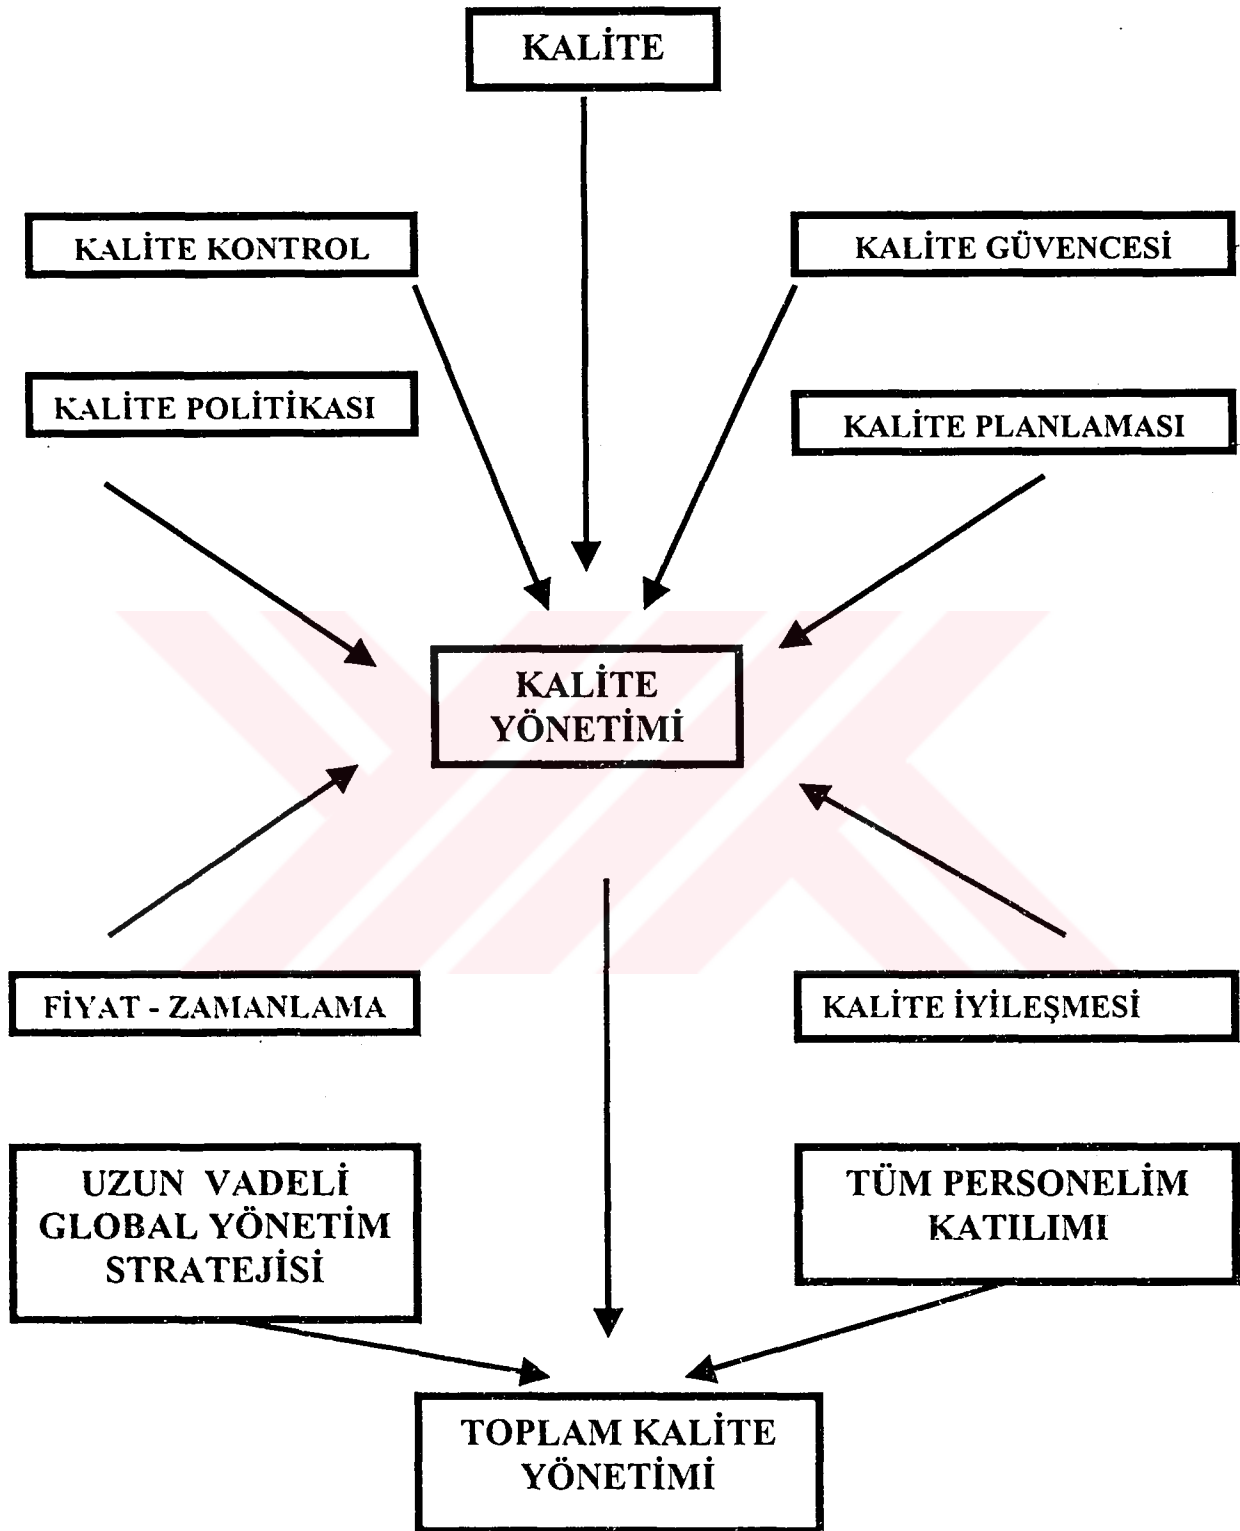 KALİTE
KALİTE KONTROL
KALİTE GÜVENCESİ
KALİTE POLİTİKASI
KALİTE PLANLAMASI
KALİTE
YÖNETİMİ
FİYAT - ZAMANLAMA
KALİTE İYİLEŞMESİ
UZUN VADELİ
GLOBAL YÖNETİM
STRATEJİSİ
TÜM PERSONELİM
KATILIMI
TOPLAM KALİTE
YÖNETİMİ